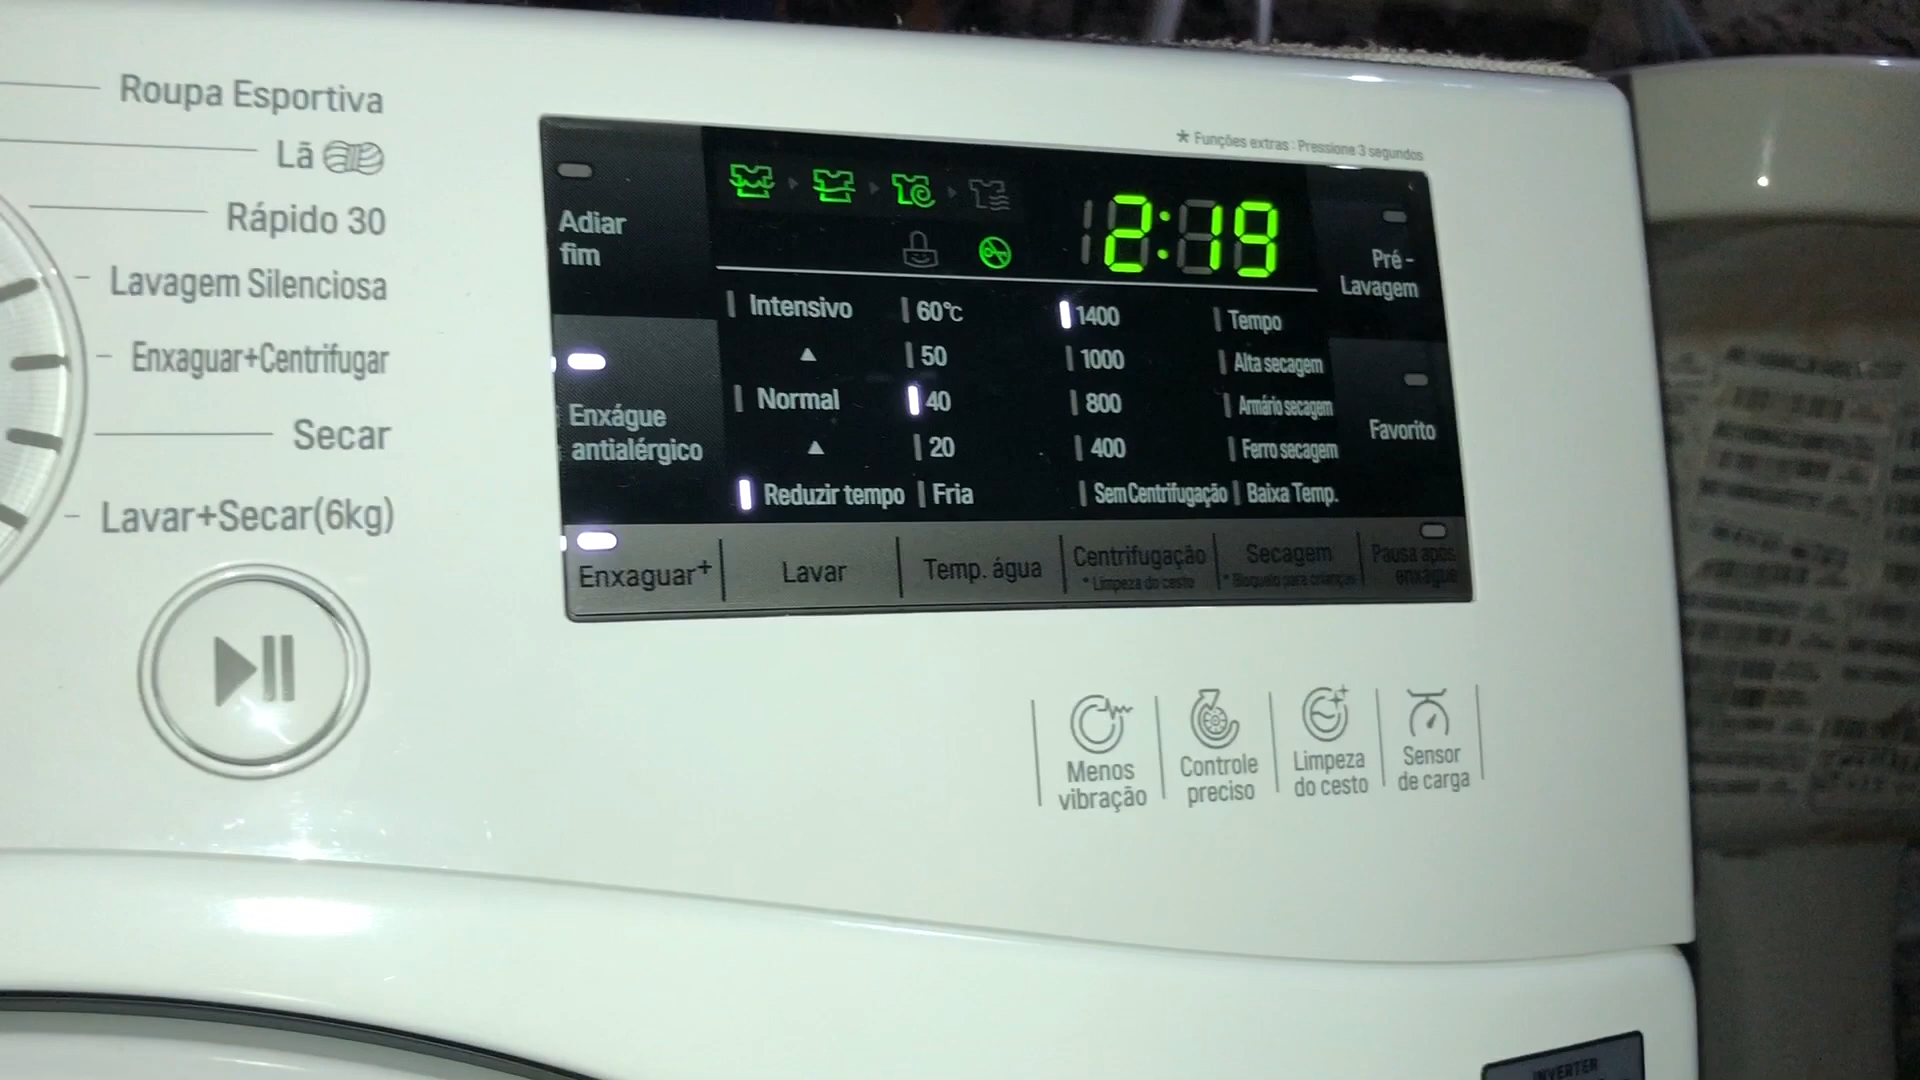 Roupa Esportiva
Lã
Rápido 30
Lavagem Silenciosa
Enxaguar+Centrifugar
Secar
Lavar+Secar(6kg)
* Funções extras : Pressione 3 segundos
Adiar
fim
2:19
Pré -
Lavagem
Intensivo 60℃ 1400 Tempo
▲ 50 1000 Alta secagem
Normal 40 800 Armário secagem
▲ 20 400 Ferro secagem
Reduzir tempo Fria Sem Centrifugação Baixa Temp.
Enxágue
antialérgico
Favorito
Enxaguar+
Lavar
Temp. água
Centrifugação
* Limpeza do cesto
Secagem
* Bloqueio para crianças
Pausa após
enxágue
Menos
vibração
Controle
preciso
Limpeza
do cesto
Sensor
de carga
INVERTER